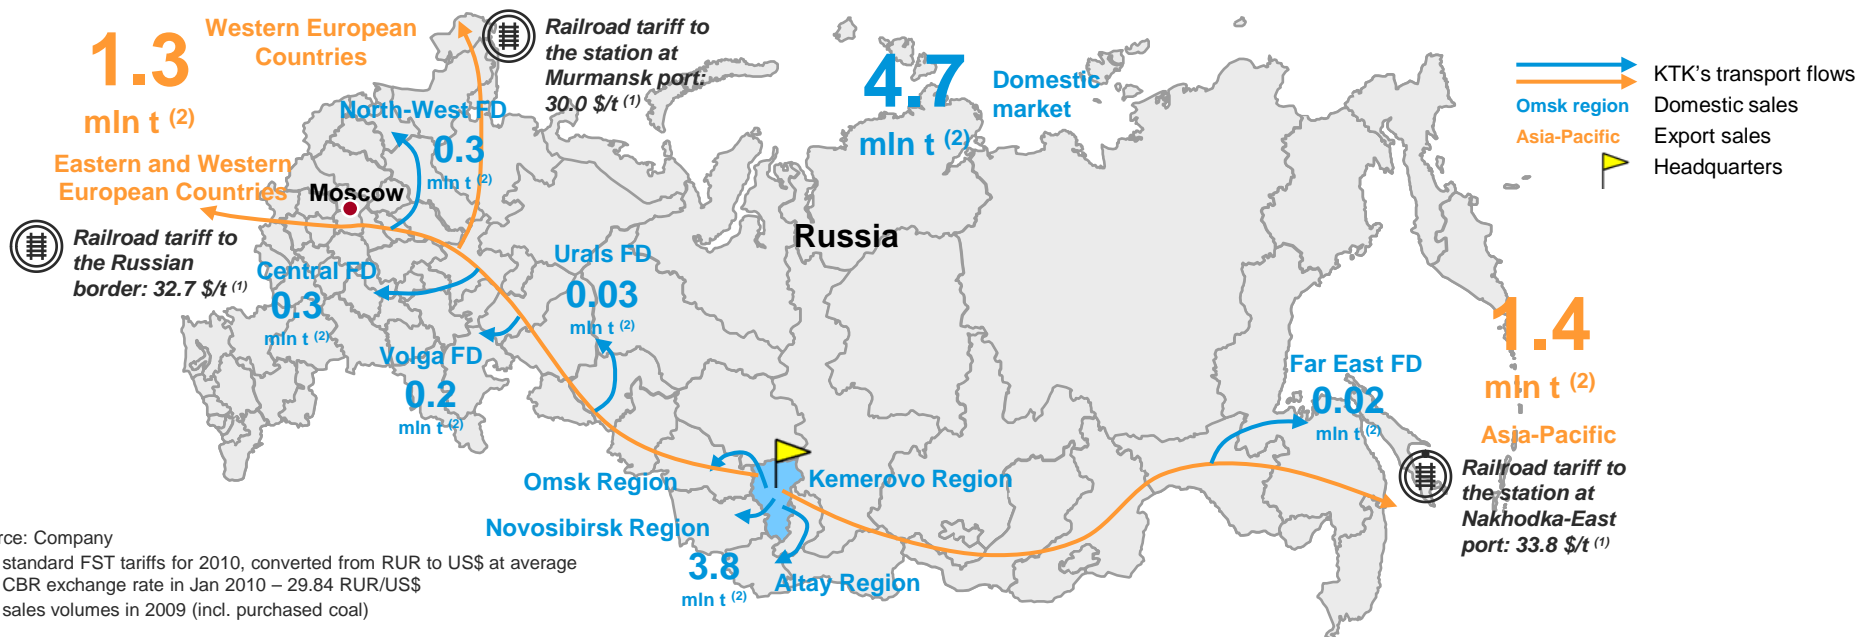 1.3
mln t (2)
Western European
Countries
Railroad tariff to
the station at
Murmansk port:
30.0 $/t (1)
4.7
mln t (2)
Domestic
market
KTK's transport flows
Omsk region
Domestic sales
Asia-Pacific
Export sales
Headquarters
North-West FD
0.3
mln t (2)
Eastern and Western
European Countries
Moscow
Railroad tariff to
the Russian
border: 32.7 $/t (1)
Russia
Central FD
0.3
mln t (2)
Urals FD
0.03
mln t (2)
Volga FD
0.2
mln t (2)
Far East FD
0.02
mln t (2)
1.4
mln t (2)
Asia-Pacific
Railroad tariff to
the station at
Nakhodka-East
port: 33.8 $/t (1)
Omsk Region
Kemerovo Region
Novosibirsk Region
3.8
mln t (2)
Altay Region
rce: Company
standard FST tariffs for 2010, converted from RUR to US$ at average
CBR exchange rate in Jan 2010 – 29.84 RUR/US$
sales volumes in 2009 (incl. purchased coal)